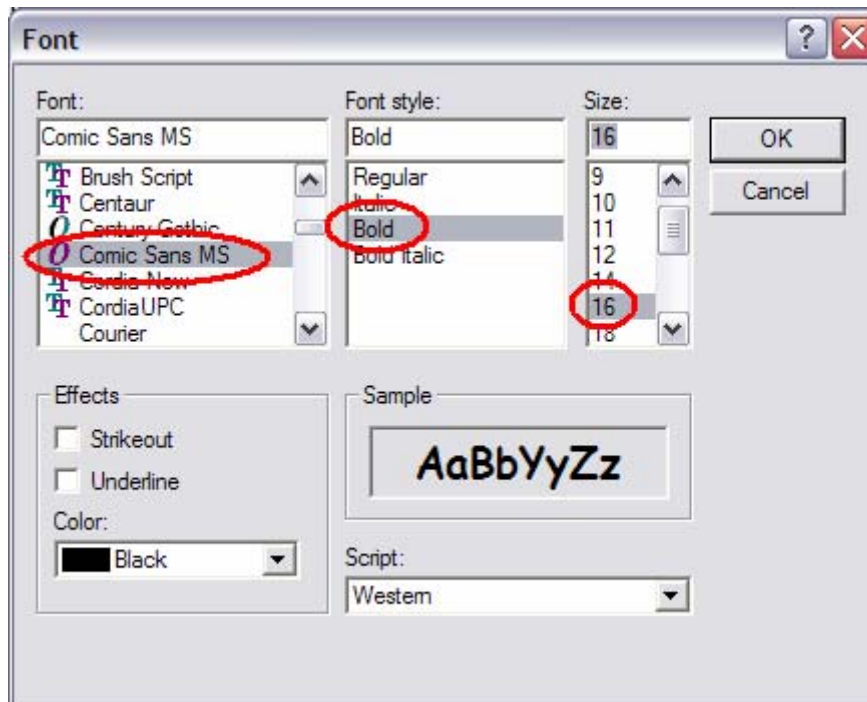 Font
Font:
Comic Sans MS
Brush Script
Centaur
Century Gothic
Comic Sans MS
Cordia New
CordiaUPC
Courier
Font style:
Bold
Regular
Italic
Bold
Bold Italic
Size:
16
9
10
11
12
14
16
18
OK
Cancel
Effects
Strikeout
Underline
Color:
Black
Sample
AaBbYyZz
Script:
Western